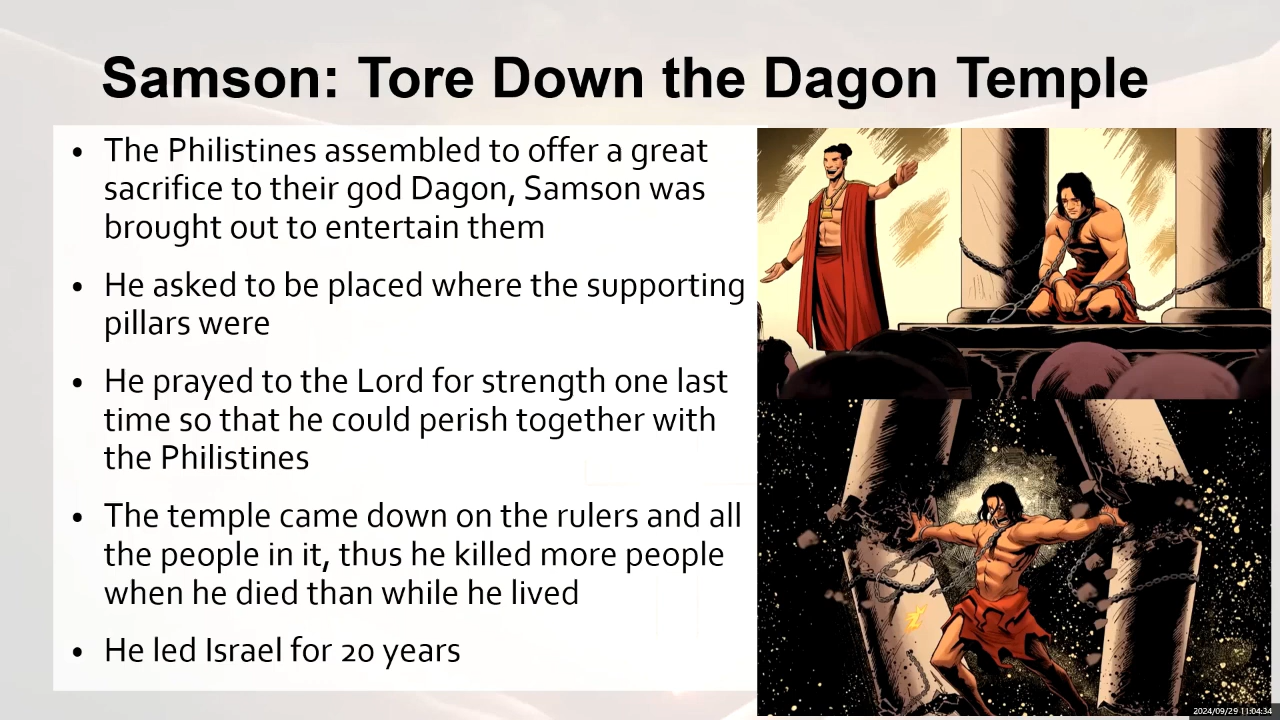 Samson: Tore Down the Dagon Temple
• The Philistines assembled to offer a great
sacrifice to their god Dagon, Samson was
brought out to entertain them
• He asked to be placed where the supporting
pillars were
• He prayed to the Lord for strength one last
time so that he could perish together with
the Philistines
• The temple came down on the rulers and all
the people in it, thus he killed more people
when he died than while he lived
• He led Israel for 20 years
2024/09/29 11:04:34